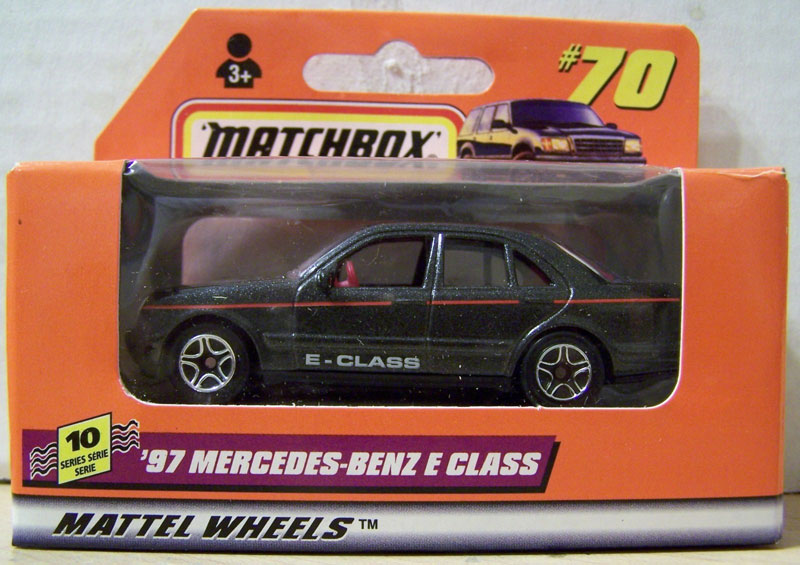 #70
3+
'MATCHBOX'®
E-CLASS
10
SERIES SÉRIE
SERIE
'97 MERCEDES-BENZ E CLASS
MATTEL WHEELS™